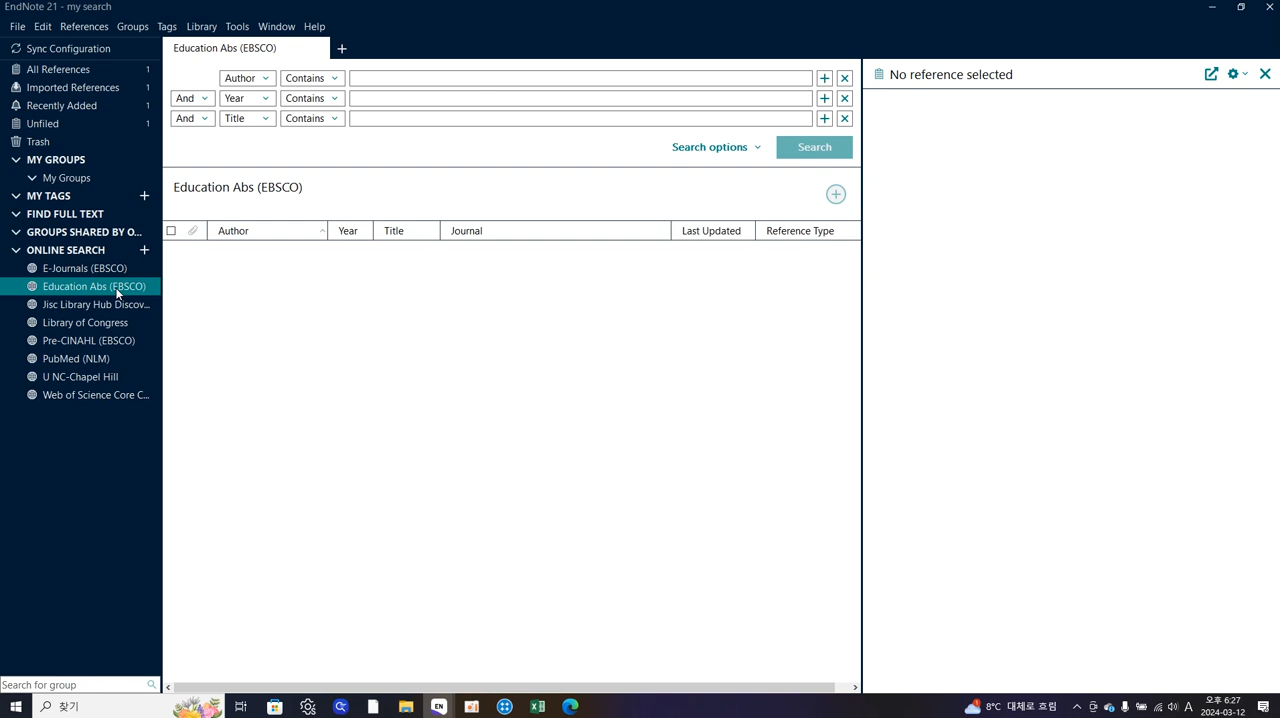 EndNote 21 - my search
File Edit References Groups Tags Library Tools Window Help
Sync Configuration
All References 1
Imported References 1
Recently Added 1
Unfiled 1
Trash
MY GROUPS
My Groups
MY TAGS
FIND FULL TEXT
GROUPS SHARED BY O...
ONLINE SEARCH
E-Journals (EBSCO)
Education Abs (EBSCO)
Jisc Library Hub Discov...
Library of Congress
Pre-CINAHL (EBSCO)
PubMed (NLM)
U NC-Chapel Hill
Web of Science Core C...
Search for group
Education Abs (EBSCO)
Author Contains
And Year Contains
And Title Contains
Search options Search
Education Abs (EBSCO)
Author Year Title Journal Last Updated Reference Type
No reference selected
찾기
EN
8°C 대체로 흐림
A
오후 6:27
2024-03-12